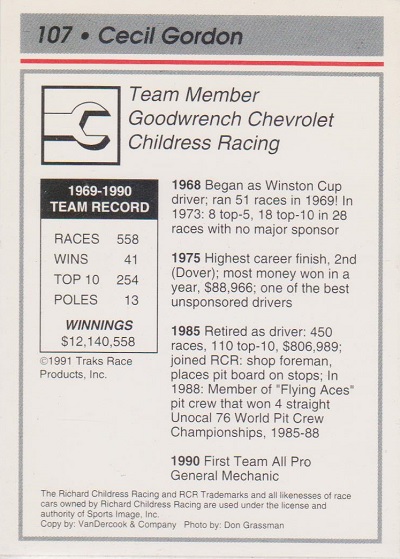 107 • Cecil Gordon
Team Member
Goodwrench Chevrolet
Childress Racing
1969-1990
TEAM RECORD
RACES 558
WINS 41
TOP 10 254
POLES 13
WINNINGS
$12,140,558
©1991 Traks Race
Products, Inc.
1968 Began as Winston Cup
driver; ran 51 races in 1969! In
1973: 8 top-5, 18 top-10 in 28
races with no major sponsor
1975 Highest career finish, 2nd
(Dover); most money won in a
year, $88,966; one of the best
unsponsored drivers
1985 Retired as driver: 450
races, 110 top-10, $806,989;
joined RCR: shop foreman,
places pit board on stops; In
1988: Member of "Flying Aces"
pit crew that won 4 straight
Unocal 76 World Pit Crew
Championships, 1985-88
1990 First Team All Pro
General Mechanic
The Richard Childress Racing and RCR Trademarks and all likenesses of race
cars owned by Richard Childress Racing are used under the license and
authority of Sports Image, Inc.
Copy by: VanDercook & Company Photo by: Don Grassman